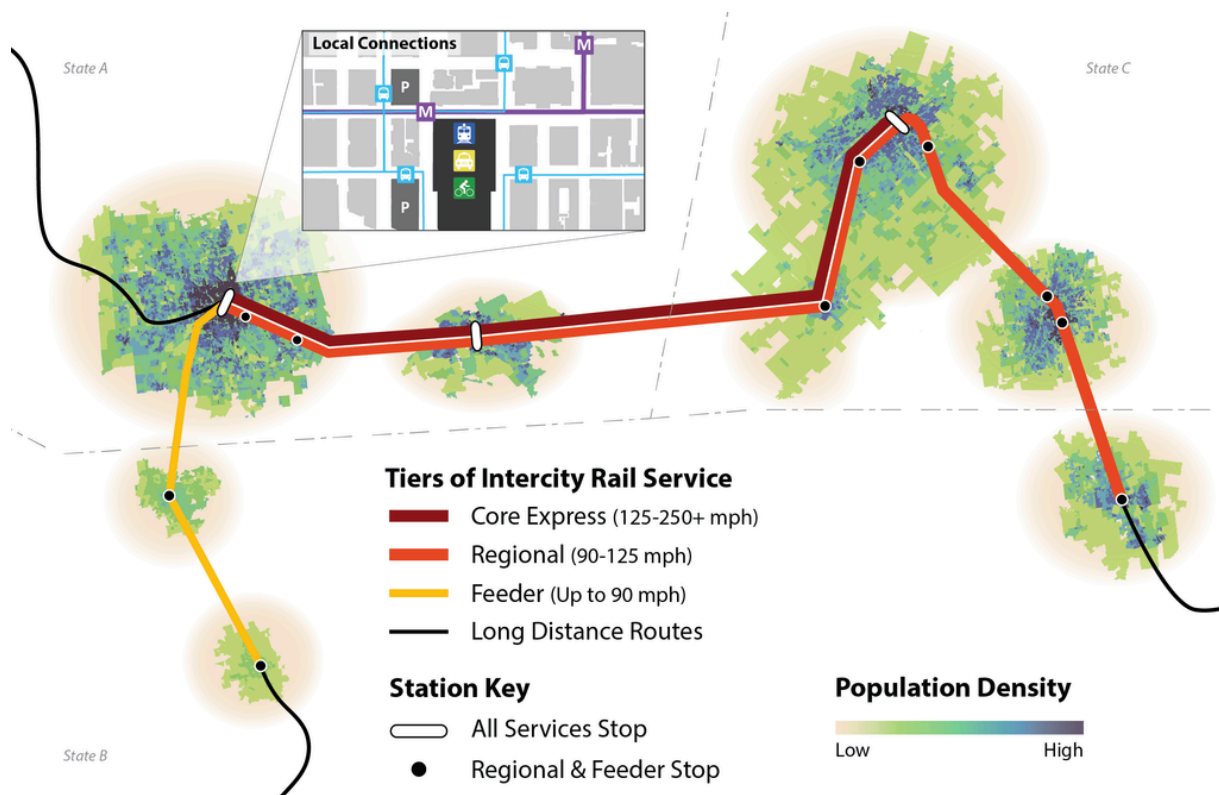 State A
Local Connections
M
P
M
P
State C
Tiers of Intercity Rail Service
Core Express (125-250+ mph)
Regional (90-125 mph)
Feeder (Up to 90 mph)
Long Distance Routes
Station Key
All Services Stop
Regional & Feeder Stop
Population Density
Low High
State B